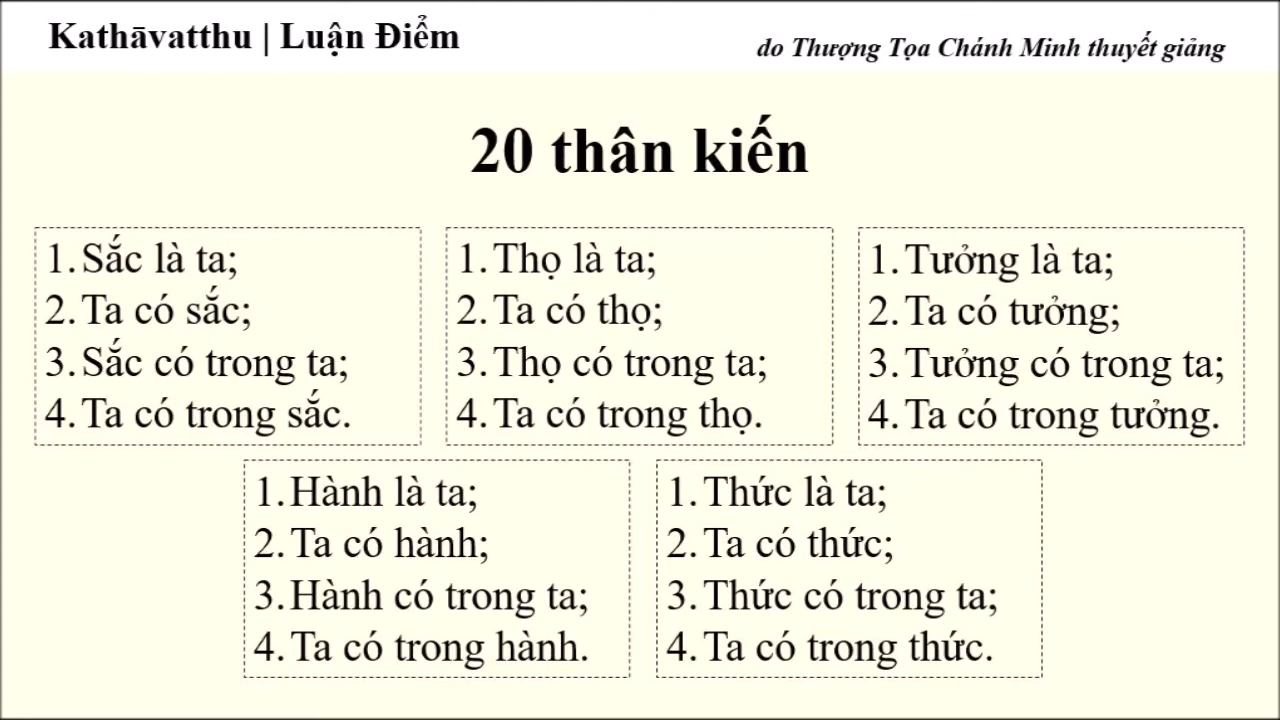 Kathāvatthu | Luận Điểm
do Thượng Tọa Chánh Minh thuyết giảng
20 thân kiến
1. Sắc là ta;
2. Ta có sắc;
3. Sắc có trong ta;
4. Ta có trong sắc.
1. Thọ là ta;
2. Ta có thọ;
3. Thọ có trong ta;
4. Ta có trong thọ.
1. Tưởng là ta;
2. Ta có tưởng;
3. Tưởng có trong ta;
4. Ta có trong tưởng.
1. Hành là ta;
2. Ta có hành;
3. Hành có trong ta;
4. Ta có trong hành.
1. Thức là ta;
2. Ta có thức;
3. Thức có trong ta;
4. Ta có trong thức.